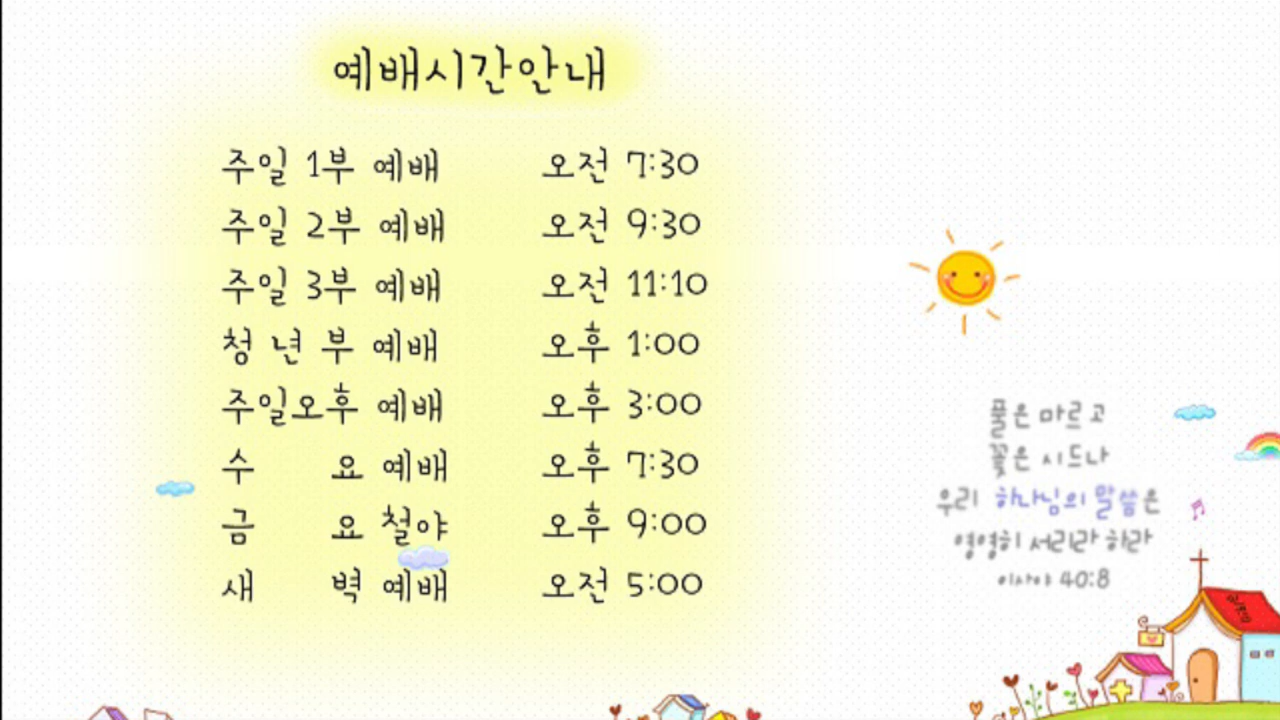 예배시간안내
주일 1부 예배 오전 7:30
주일 2부 예배 오전 9:30
주일 3부 예배 오전 11:10
청 년 부 예배 오후 1:00
주일오후 예배 오후 3:00
수 요 예배 오후 7:30
금 요 철야 오후 9:00
새 벽 예배 오전 5:00
풀은 마르고
꽃은 시드나
우리 하나님의 말씀은
영영히 서리라 하라
이사야 40:8